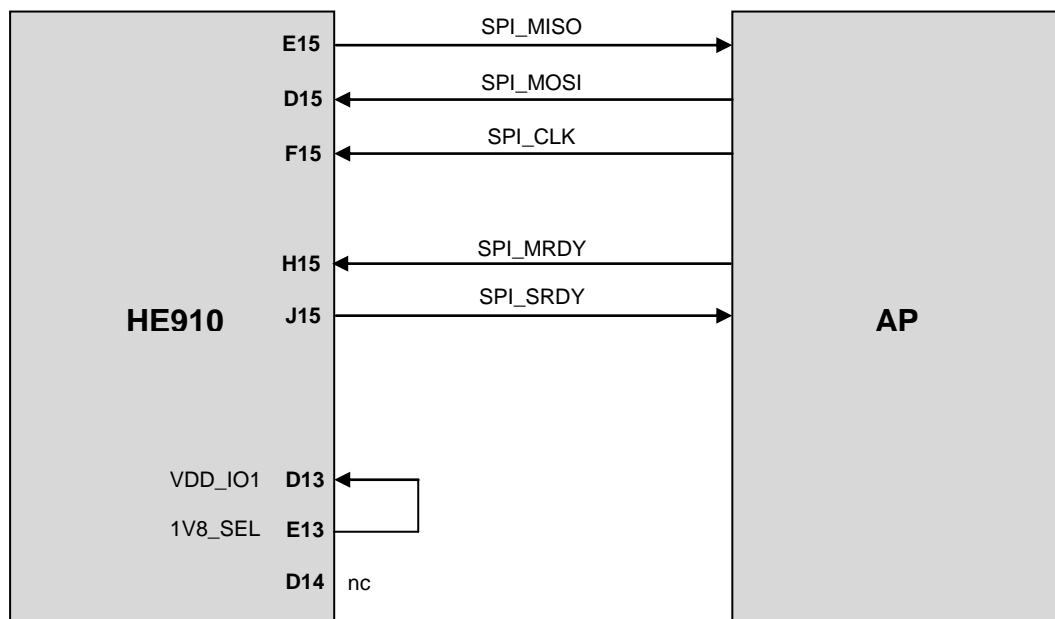 E15 SPI_MISO
D15 SPI_MOSI
F15 SPI_CLK
H15 SPI_MRDY
HE910 J15 SPI_SRDY AP
VDD_IO1 D13
1V8_SEL E13
D14 nc